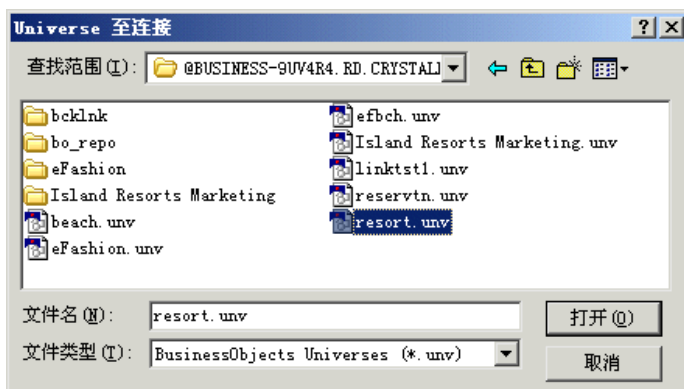 Universe 至连接
查找范围(I): @BUSINESS-9UV4R4.RD.CRYSTAL
bcklnk
bo_repo
eFashion
Island Resorts Marketing
beach.unv
eFashion.unv
efbch.unv
Island Resorts Marketing.unv
linktst1.unv
reservtn.unv
resort.unv
文件名(N): resort.unv
打开(O)
文件类型(T): BusinessObjects Universes (*.unv)
取消